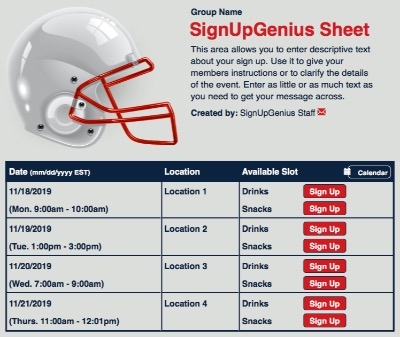 Group Name
SignUpGenius Sheet
This area allows you to enter descriptive text
about your sign up. Use it to give your
members instructions or to clarify the details
of the event. Enter as little or as much text as
you need to get your message across.
Created by: SignUpGenius Staff
Date (mm/dd/yyyy EST) Location Available Slot Calendar
11/18/2019 Location 1 Drinks Sign Up
(Mon. 9:00am - 10:00am) Snacks Sign Up
11/19/2019 Location 2 Drinks Sign Up
(Tue. 1:00pm - 3:00pm) Snacks Sign Up
11/20/2019 Location 3 Drinks Sign Up
(Wed. 7:00am - 9:00am) Snacks Sign Up
11/21/2019 Location 4 Drinks Sign Up
(Thurs. 11:00am - 12:01pm) Snacks Sign Up